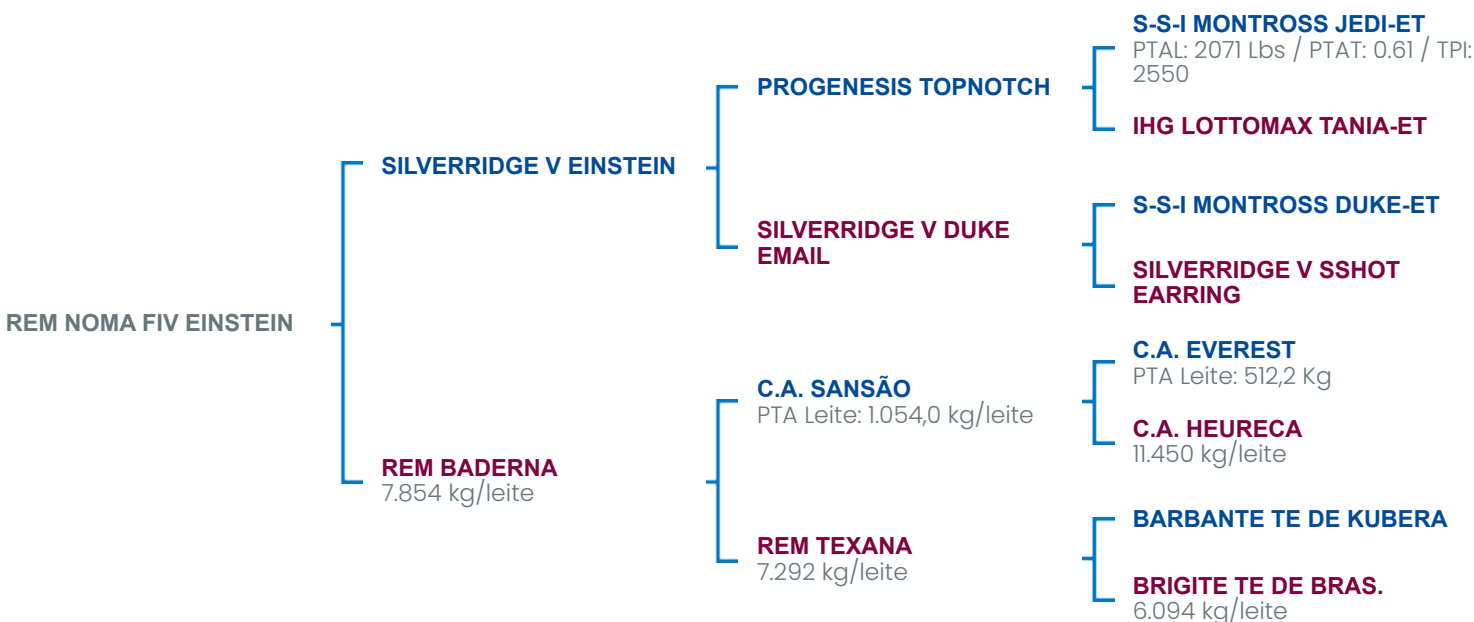 REM NOMA FIV EINSTEIN
SILVERRIDGE V EINSTEIN
REM BADERNA
7.854 kg/leite
PROGENESIS TOPNOTCH
SILVERRIDGE V DUKE
EMAIL
C.A. SANSÃO
PTA Leite: 1.054,0 kg/leite
REM TEXANA
7.292 kg/leite
S-S-I MONTROSS JEDI-ET
PTAL: 2071 Lbs / PTAT: 0.61 / TPI:
2550
IHG LOTTOMAX TANIA-ET
S-S-I MONTROSS DUKE-ET
SILVERRIDGE V SSHOT
EARRING
C.A. EVEREST
PTA Leite: 512,2 Kg
C.A. HEURECA
11.450 kg/leite
BARBANTE TE DE KUBERA
BRIGITE TE DE BRAS.
6.094 kg/leite